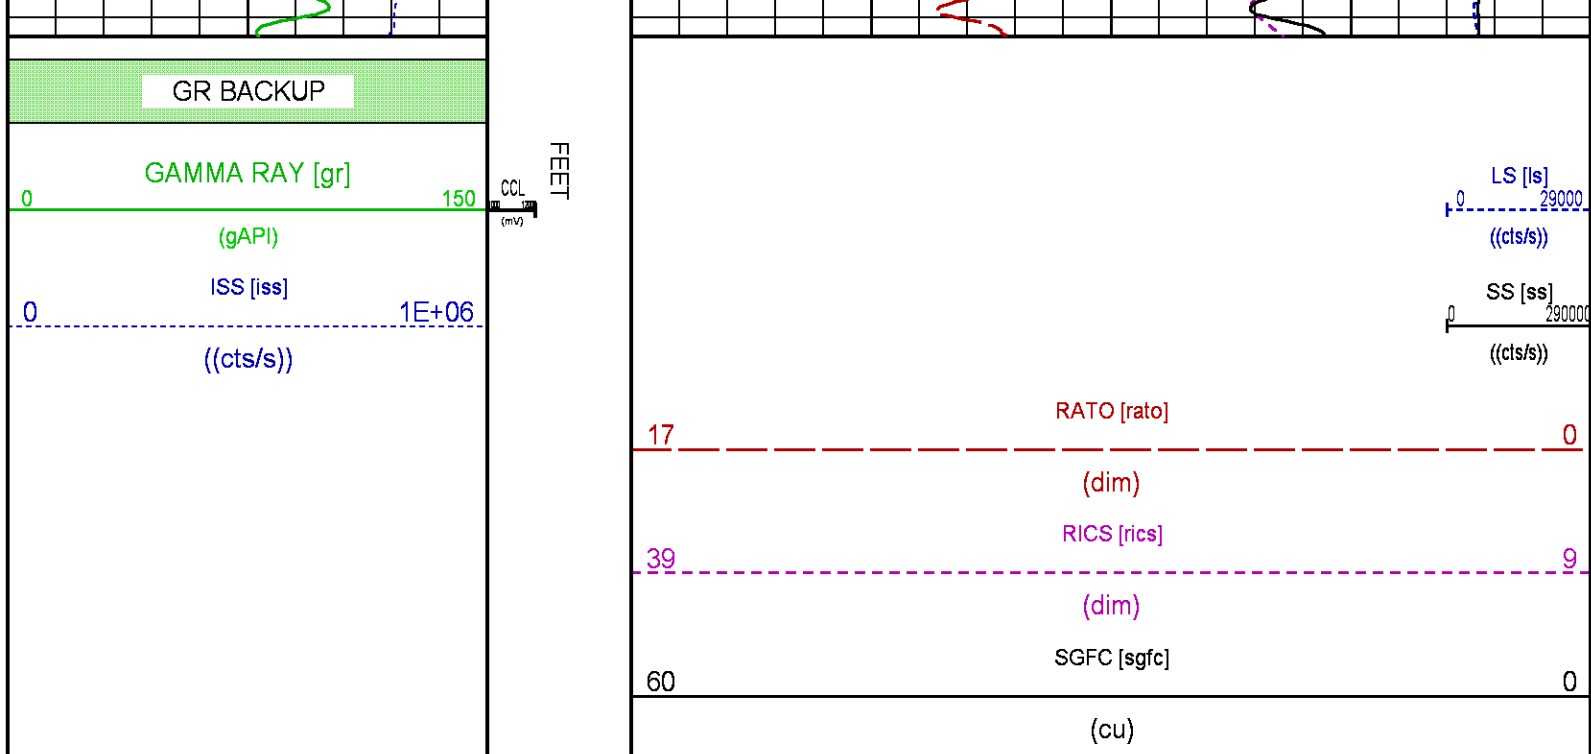 GR BACKUP
GAMMA RAY [gr]
0 150
(gAPI)
ISS [iss]
0 1E+06
((cts/s))
FEET
CCL
(mV)
LS [ls]
0 29000
((cts/s))
SS [ss]
0 290000
((cts/s))
RATO [rato]
17 0
(dim)
RICS [rics]
39 9
(dim)
SGFC [sgfc]
60 0
(cu)